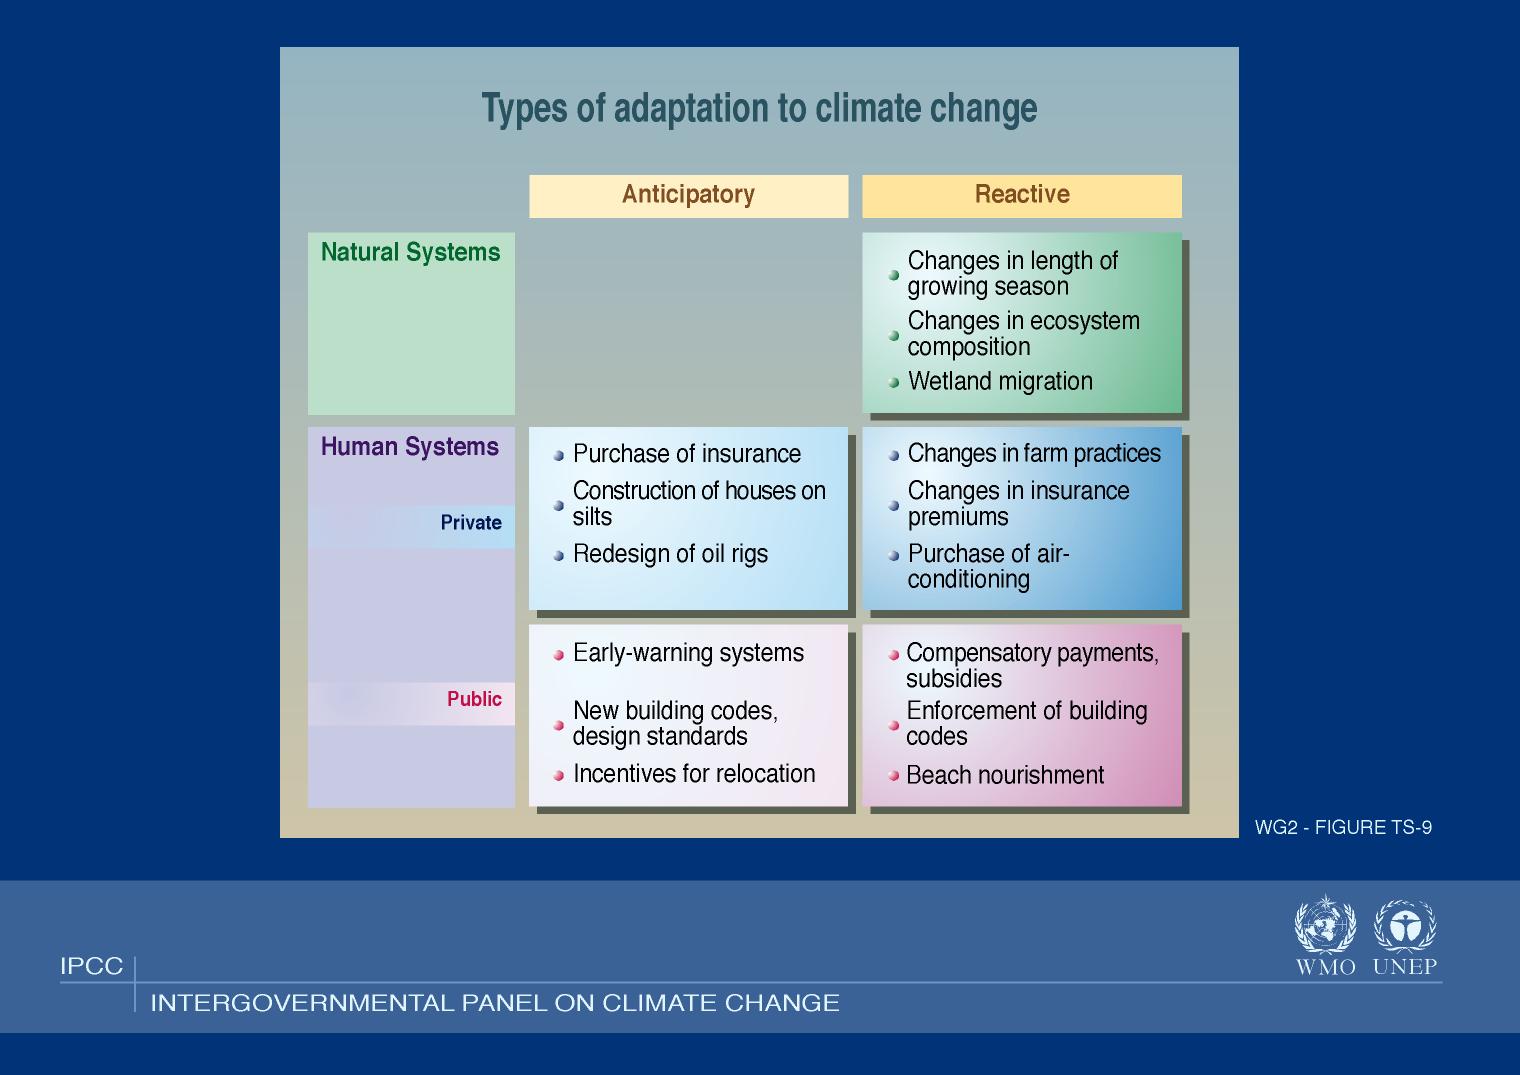 Types of adaptation to climate change
Anticipatory
Reactive
Natural Systems
Changes in length of
growing season
Changes in ecosystem
composition
Wetland migration
Human Systems
Private
Purchase of insurance
Construction of houses on
silts
Redesign of oil rigs
Changes in farm practices
Changes in insurance
premiums
Purchase of air-
conditioning
Public
Early-warning systems
New building codes,
design standards
Incentives for relocation
Compensatory payments,
subsidies
Enforcement of building
codes
Beach nourishment
WG2 - FIGURE TS-9
WMO UNEP
IPCC
INTERGOVERNMENTAL PANEL ON CLIMATE CHANGE